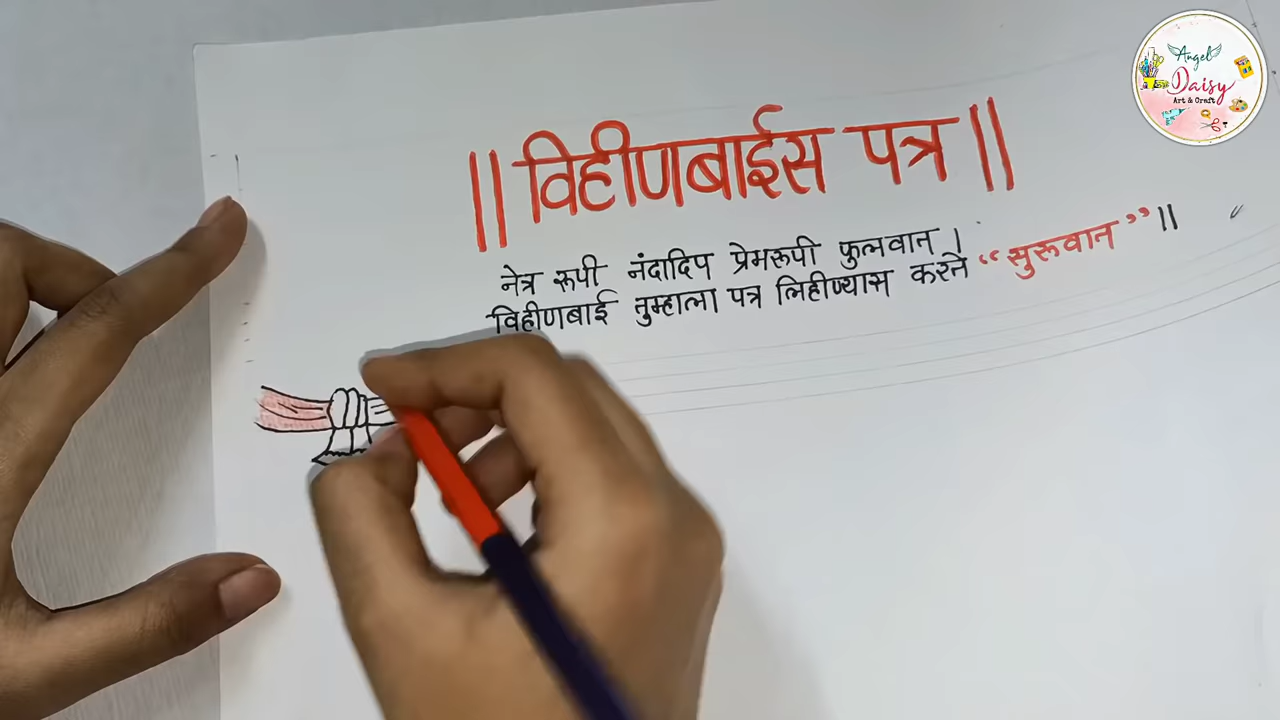 || विहीणबाईस पत्र ||
नेत्र रूपी नंदादिप प्रेमरूपी फुलवान ।
विहीणबाई तुम्हाला पत्र लिहीण्यास करते “सुरूवान” ||
Angel
Daisy
Art & Craft